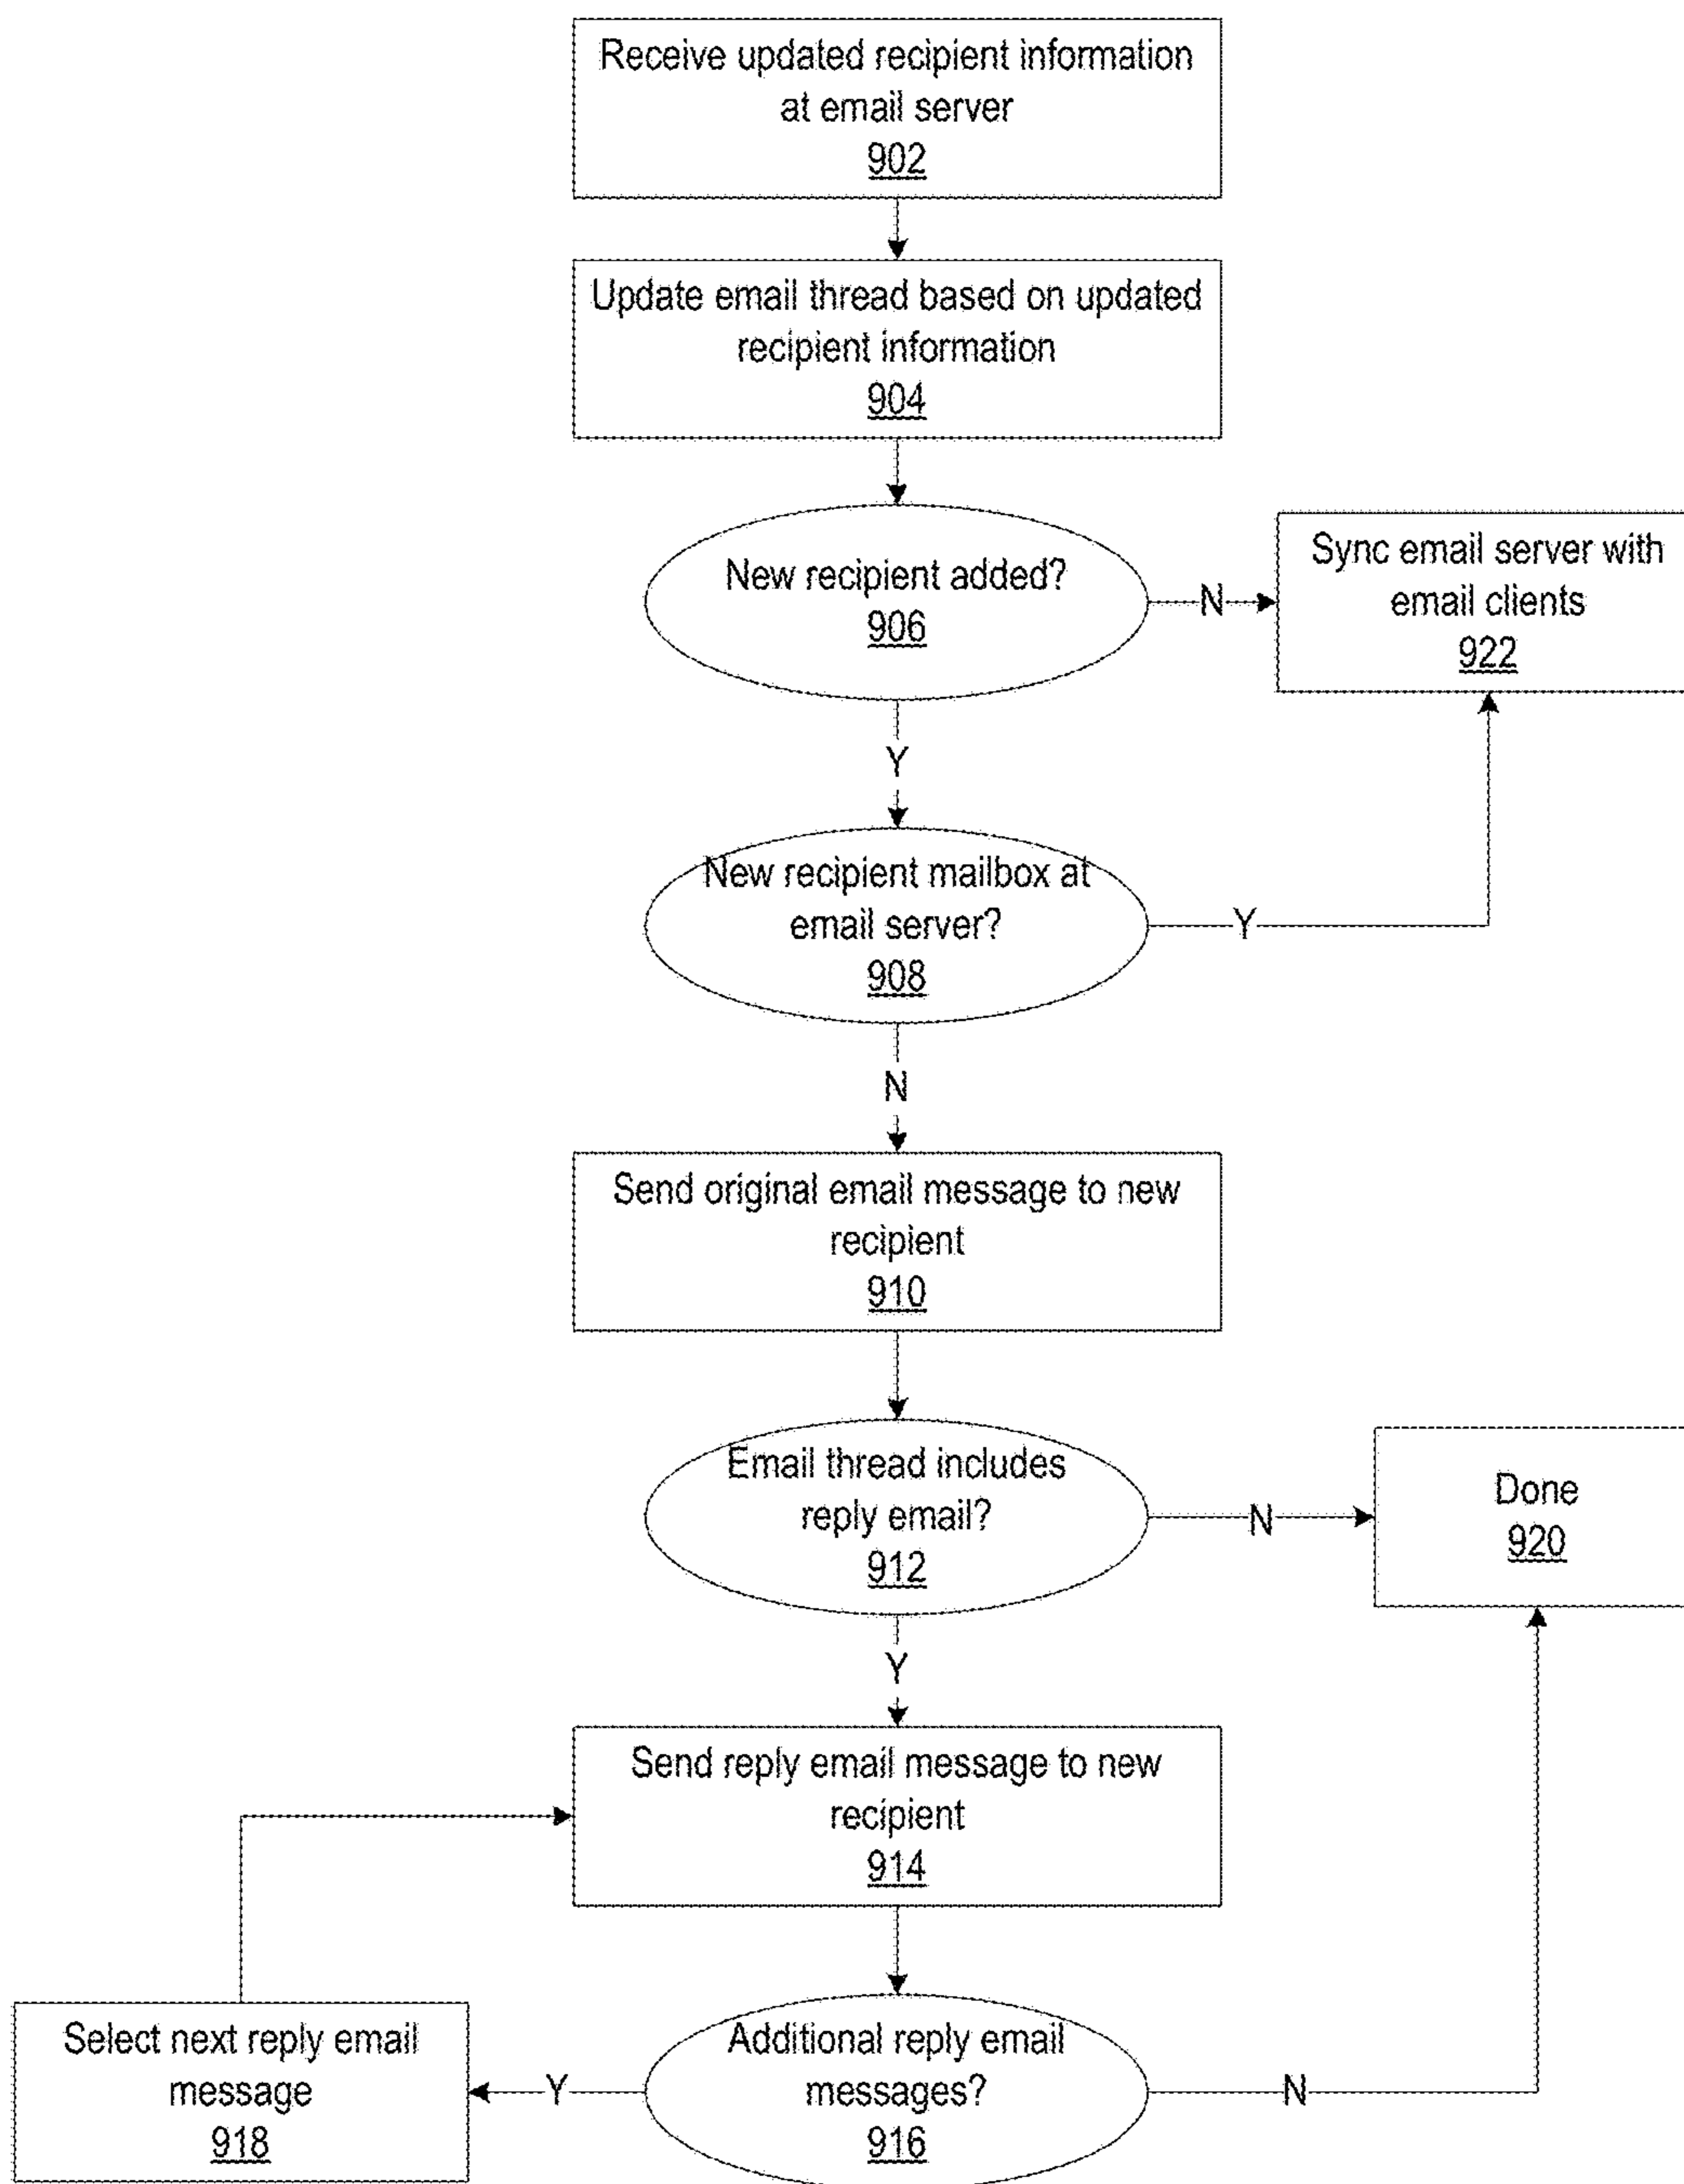 Receive updated recipient information
at email server
902
Update email thread based on updated
recipient information
904
New recipient added?
906
N
Sync email server with
email clients
922
Y
New recipient mailbox at
email server?
908
Y
N
Send original email message to new
recipient
910
Email thread includes
reply email?
912
N
Done
920
Y
Send reply email message to new
recipient
914
Select next reply email
message
918
Y
Additional reply email
messages?
916
N